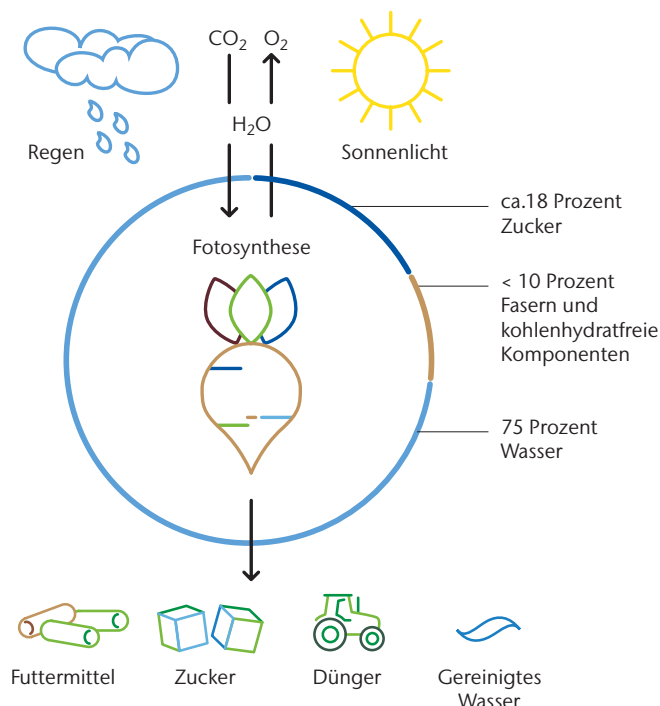 CO₂ O₂
H₂O
Regen
Sonnenlicht
ca.18 Prozent
Zucker
Fotosynthese
< 10 Prozent
Fasern und
kohlenhydratfreie
Komponenten
75 Prozent
Wasser
Futtermittel
Zucker
Dünger
Gereinigtes
Wasser